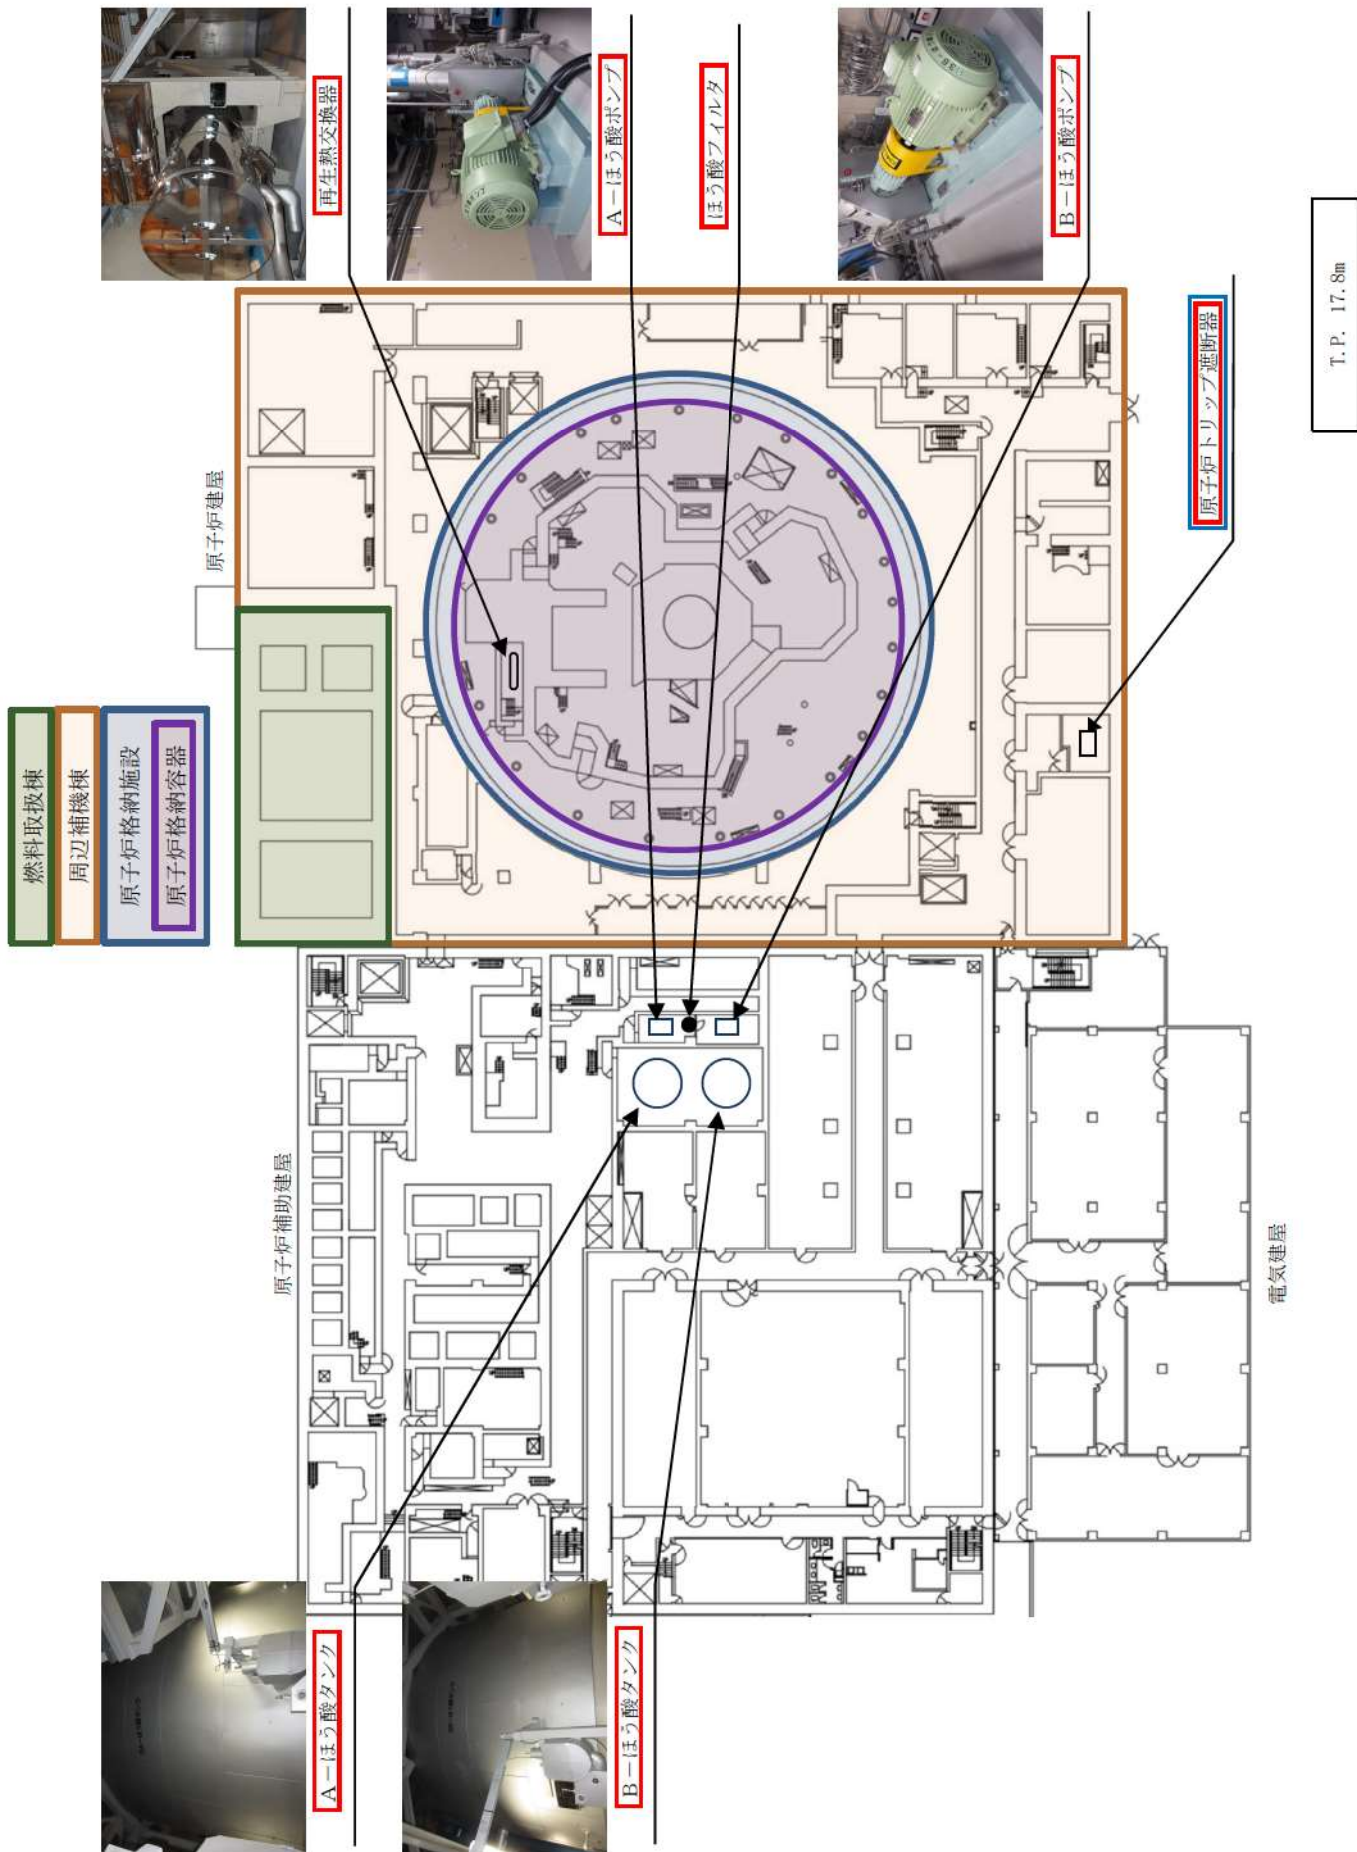 燃料取扱棟
周辺補機棟
原子炉格納施設
原子炉格納容器
原子炉建屋
原子炉補助建屋
電気建屋
再生熱交換器
A-ほう酸ポンプ
ほう酸フィルタ
B-ほう酸ポンプ
原子炉トリップ遮断器
A-ほう酸タンク
B-ほう酸タンク
T.P. 17.8m